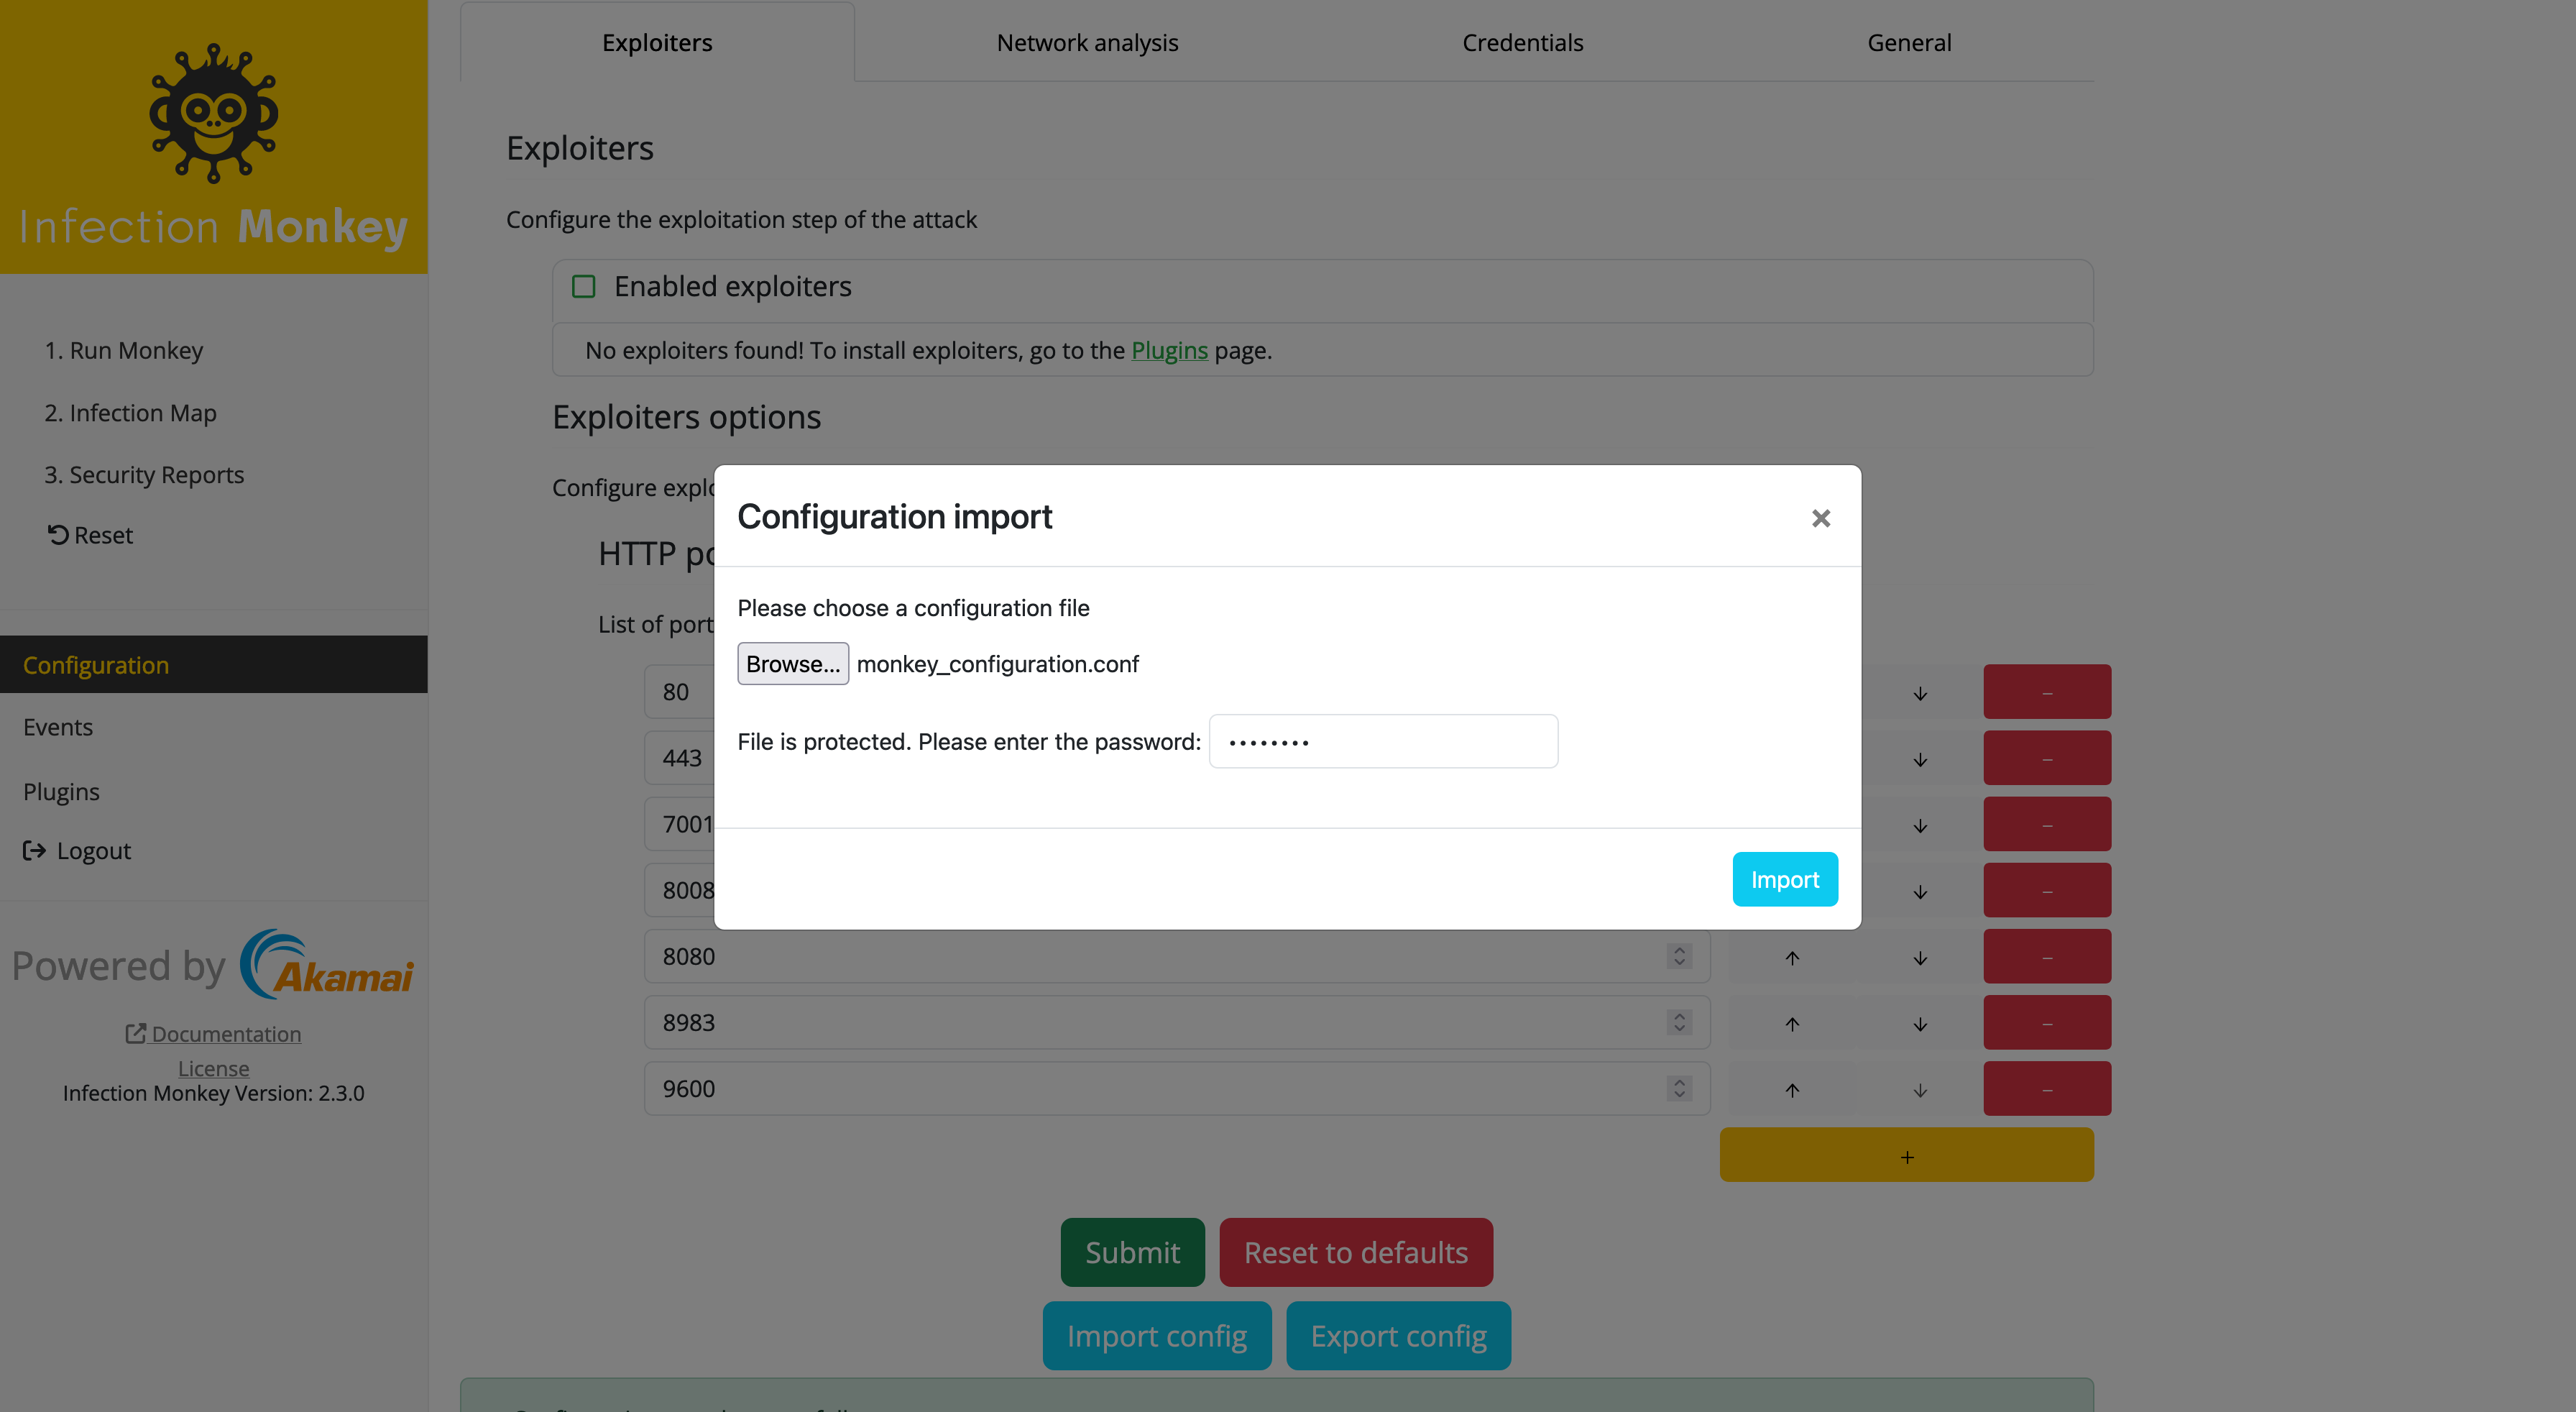 Infection Monkey
1. Run Monkey
2. Infection Map
3. Security Reports
Reset
Configuration
Events
Plugins
Logout
Powered by Akamai
Documentation
License
Infection Monkey Version: 2.3.0
Exploiters Network analysis Credentials General
Exploiters
Configure the exploitation step of the attack
Enabled exploiters
No exploiters found! To install exploiters, go to the Plugins page.
Exploiters options
Configure
HTTP
List of port
Configuration import
×
Please choose a configuration file
Browse... monkey_configuration.conf
File is protected. Please enter the password: ••••••••
Import
80 ↓ –
443 ↓ –
7001 ↓ –
8008 ↓ –
8080 ↑ ↓ –
8983 ↑ ↓ –
9600 ↑ ↓ –
+
Submit Reset to defaults
Import config Export config